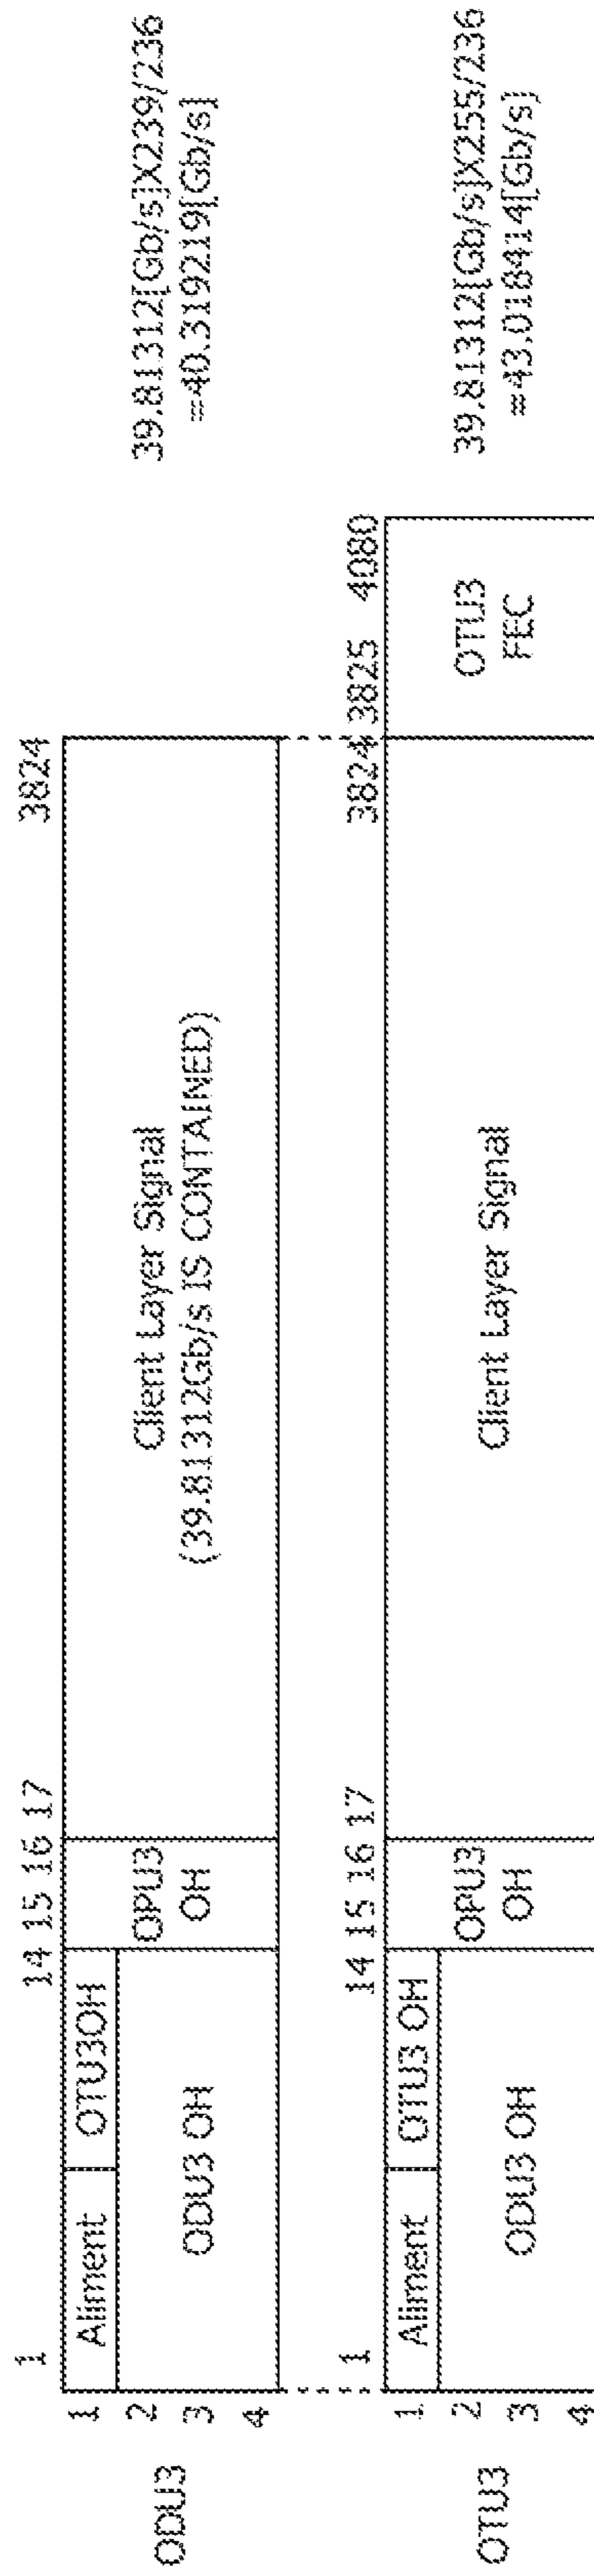 ODU3
1 14 15 16 17 3824
1
2
3
4
Aliment
OTU3OH
ODU3 OH
OPU3
OH
Client Layer Signal
(39.81312Gb/s IS CONTAINED)
39.81312[Gb/s]X239/236
=40.319219[Gb/s]
OTU3
1 14 15 16 17 3824 3825 4080
1
2
3
4
Aliment
OTU3 OH
ODU3 OH
OPU3
OH
Client Layer Signal
OTU3
FEC
39.81312[Gb/s]X255/236
=43.018414[Gb/s]